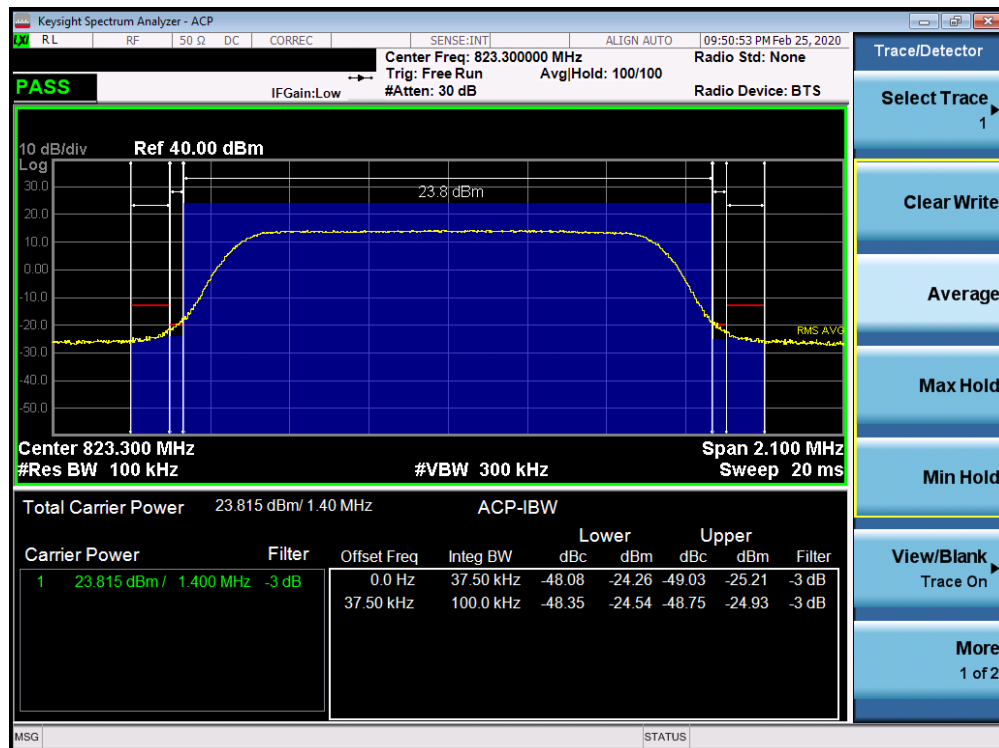 Keysight Spectrum Analyzer - ACP
LXI RL RF 50 Ω DC CORREC SENSE:INT ALIGN AUTO 09:50:53 PM Feb 25, 2020
Center Freq: 823.300000 MHz Radio Std: None
Trig: Free Run Avg|Hold: 100/100
PASS IFGain:Low #Atten: 30 dB Radio Device: BTS
10 dB/div Ref 40.00 dBm
Log
30.0
23.8 dBm
20.0
10.0
0.00
-10.0
-20.0
RMS AVG
-30.0
-40.0
-50.0
Center 823.300 MHz Span 2.100 MHz
#Res BW 100 kHz #VBW 300 kHz Sweep 20 ms
Total Carrier Power 23.815 dBm/ 1.40 MHz ACP-IBW
Lower Upper
Carrier Power Filter Offset Freq Integ BW dBc dBm dBc dBm Filter
1 23.815 dBm / 1.400 MHz -3 dB 0.0 Hz 37.50 kHz -48.08 -24.26 -49.03 -25.21 -3 dB
37.50 kHz 100.0 kHz -48.35 -24.54 -48.75 -24.93 -3 dB
MSG STATUS
Trace/Detector
Select Trace
1
Clear Write
Average
Max Hold
Min Hold
View/Blank
Trace On
More
1 of 2